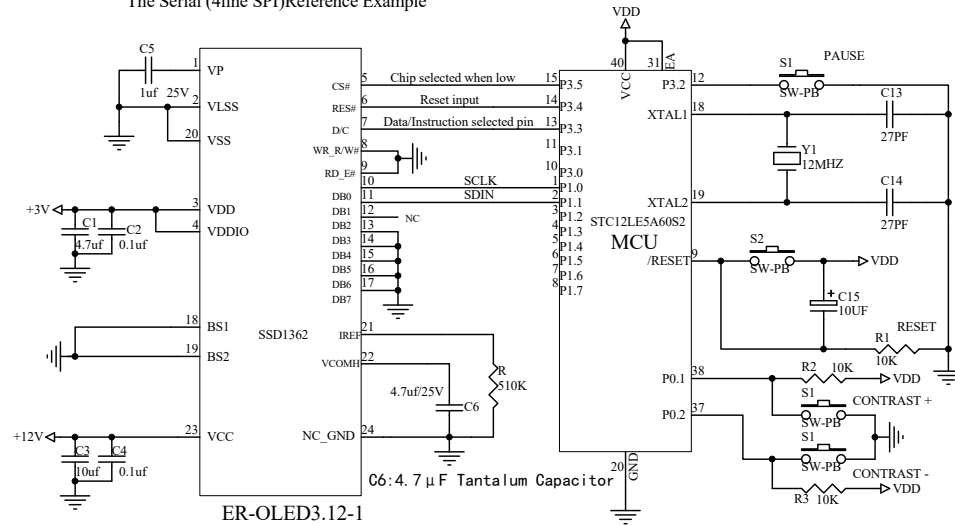 The Serial (4line SPI)Reference Example
VDD
C5
1uf 25V
1 VP
2 VLSS
20 VSS
+3V
C1
4.7uf
C2
0.1uf
3 VDD
4 VDDIO
18 BS1
19 BS2
+12V
C3
10uf
C4
0.1uf
23 VCC
SSD1362
CS# 5 Chip selected when low 15 P3.5
RES# 6 Reset input 14 P3.4
D/C 7 Data/Instruction selected pin 13 P3.3
WR_R/W# 8
RD_E# 9
11 P3.1
10 P3.0
DB0 10 SCLK 1 P1.0
DB1 11 SDIN 2 P1.1
DB2 12 NC
DB3 13
DB4 14
DB5 15
DB6 16
DB7 17
3 P1.2
4 P1.3
5 P1.4
6 P1.5
7 P1.6
8 P1.7
IREF 21
VCOMH 22
R
510K
4.7uf/25V
C6
NC_GND 24
C6:4.7μF Tantalum Capacitor
ER-OLED3.12-1
40 VCC
31 EA
STC12LE5A60S2
MCU
20 GND
P3.2 12
S1
SW-PB
PAUSE
XTAL1 18
C13
27PF
Y1
12MHZ
XTAL2 19
C14
27PF
/RESET 9
S2
SW-PB
VDD
C15
10UF
RESET
R1
10K
P0.1 38
R2 10K
VDD
S1
SW-PB
CONTRAST +
P0.2 37
S1
SW-PB
CONTRAST -
R3 10K
VDD